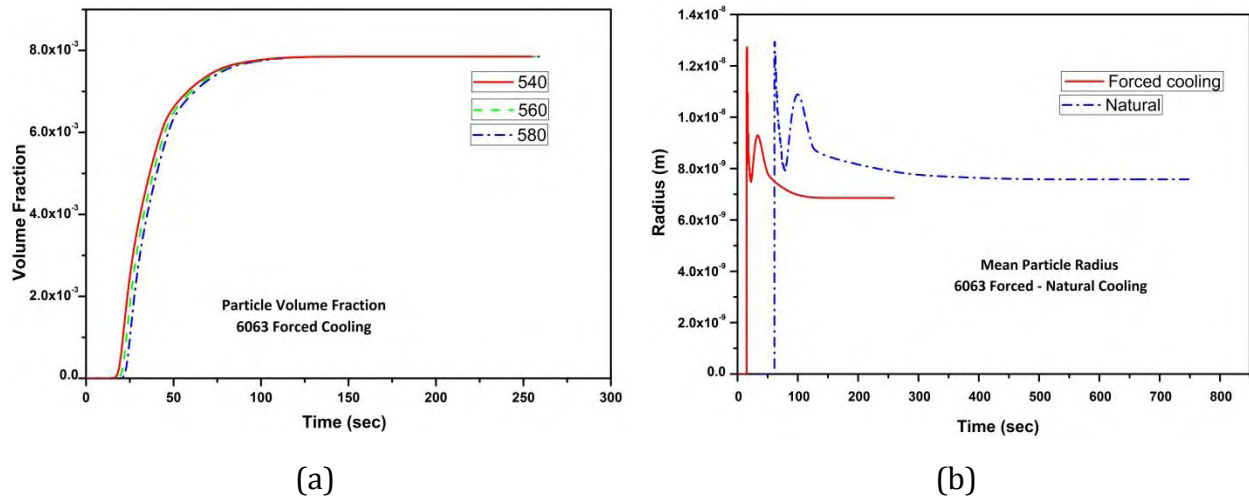 8.0x10⁻³
6.0x10⁻³
4.0x10⁻³
2.0x10⁻³
0.0
Volume Fraction
540
560
580
Particle Volume Fraction
6063 Forced Cooling
0 50 100 150 200 250 300
Time (sec)
(a)
1.4x10⁻⁸
1.2x10⁻⁸
1.0x10⁻⁸
8.0x10⁻⁹
6.0x10⁻⁹
4.0x10⁻⁹
2.0x10⁻⁹
0.0
Radius (m)
Forced cooling
Natural
Mean Particle Radius
6063 Forced - Natural Cooling
0 100 200 300 400 500 600 700 800
Time (sec)
(b)